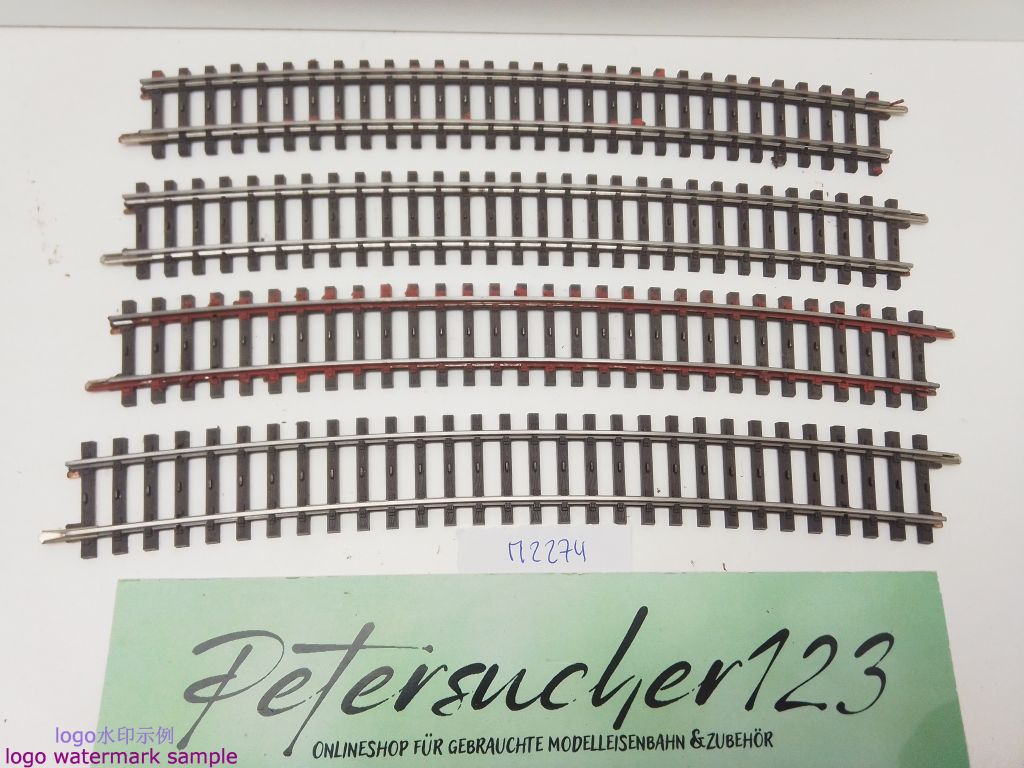 M2274
Petersucher123
ONLINESHOP FÜR GEBRAUCHTE MODELLEISENBAHN & ZUBEHÖR
logo水印示例
logo watermark sample